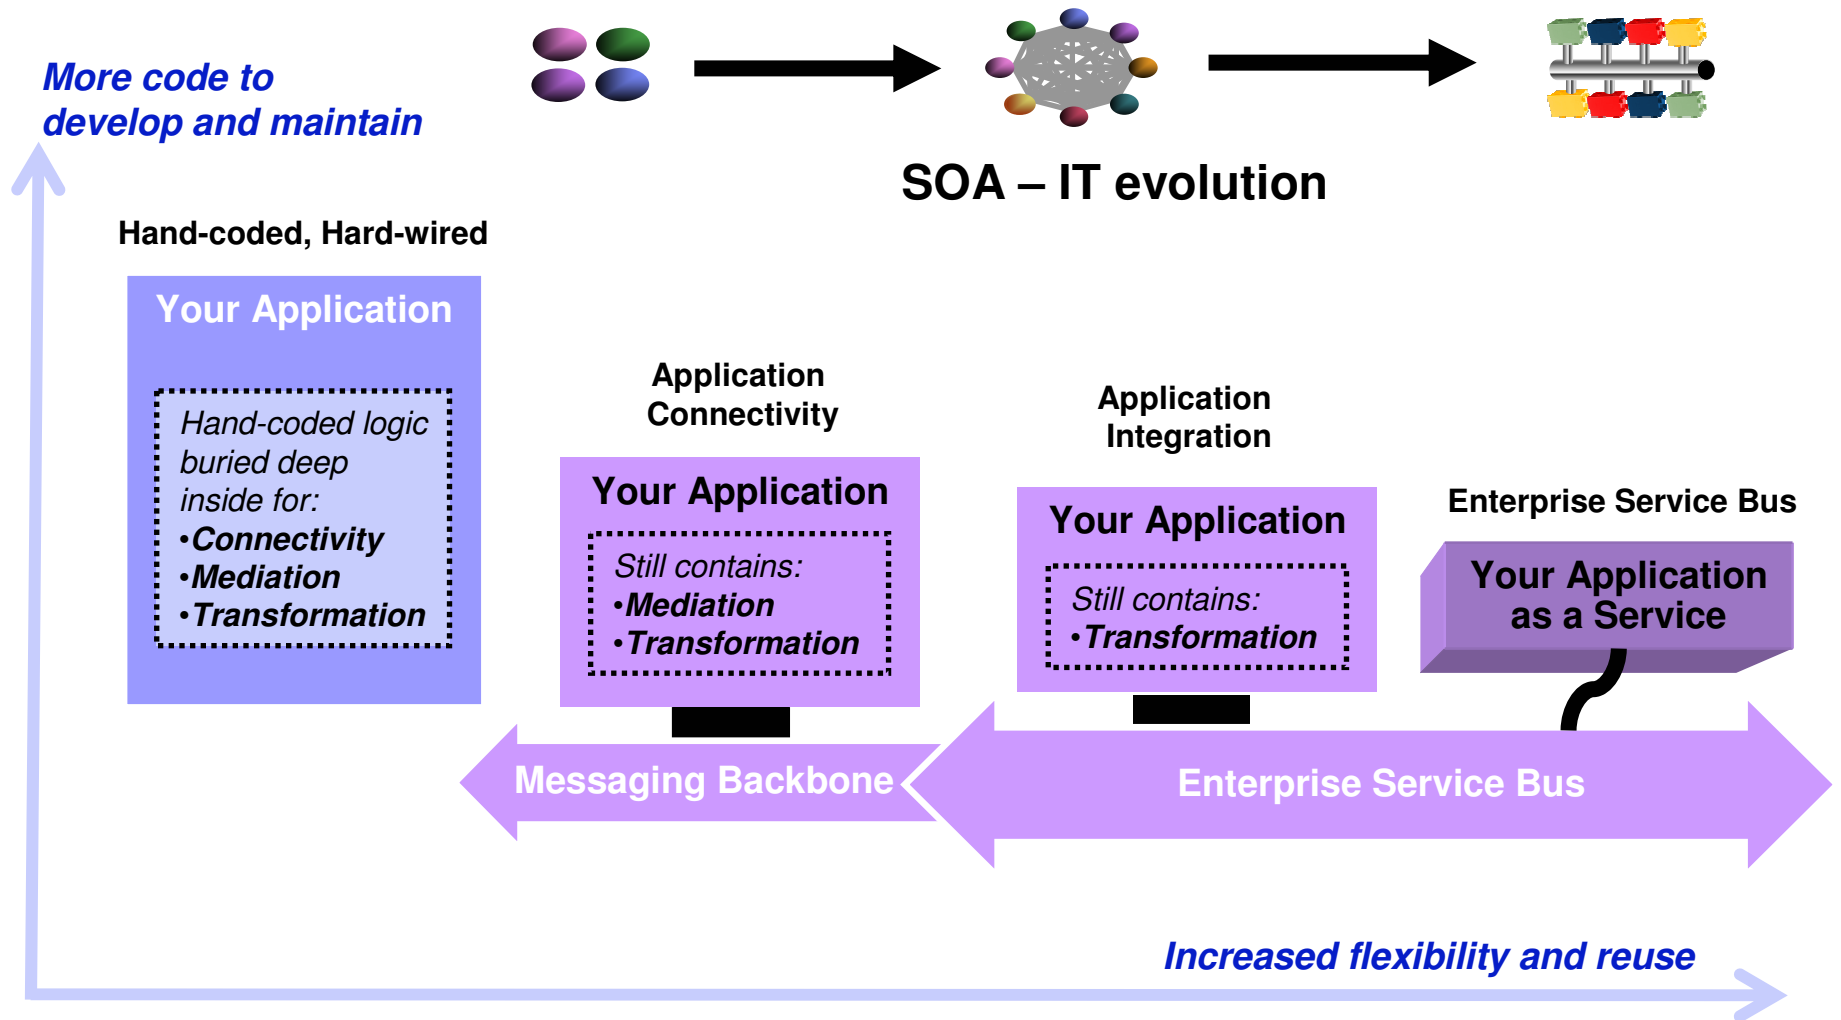 More code to
develop and maintain
SOA – IT evolution
Hand-coded, Hard-wired
Your Application
Hand-coded logic
buried deep
inside for:
•Connectivity
•Mediation
•Transformation
Application
Connectivity
Your Application
Still contains:
•Mediation
•Transformation
Application
Integration
Your Application
Still contains:
•Transformation
Enterprise Service Bus
Your Application
as a Service
Messaging Backbone
Enterprise Service Bus
Increased flexibility and reuse